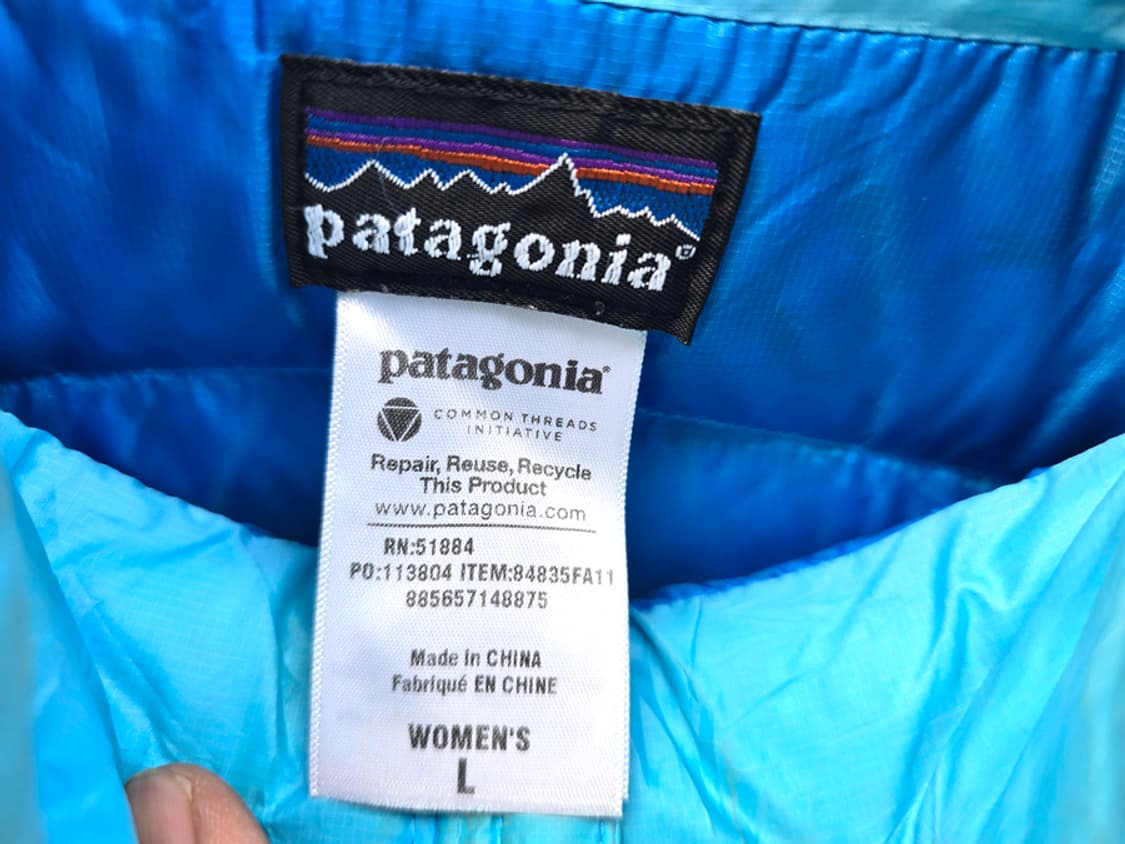 patagonia®
patagonia®
COMMON THREADS
INITIATIVE
Repair, Reuse, Recycle
This Product
www.patagonia.com
RN:51884
PO:113804 ITEM:84835FA11
885657148875
Made in CHINA
Fabriqué EN CHINE
WOMEN'S
L